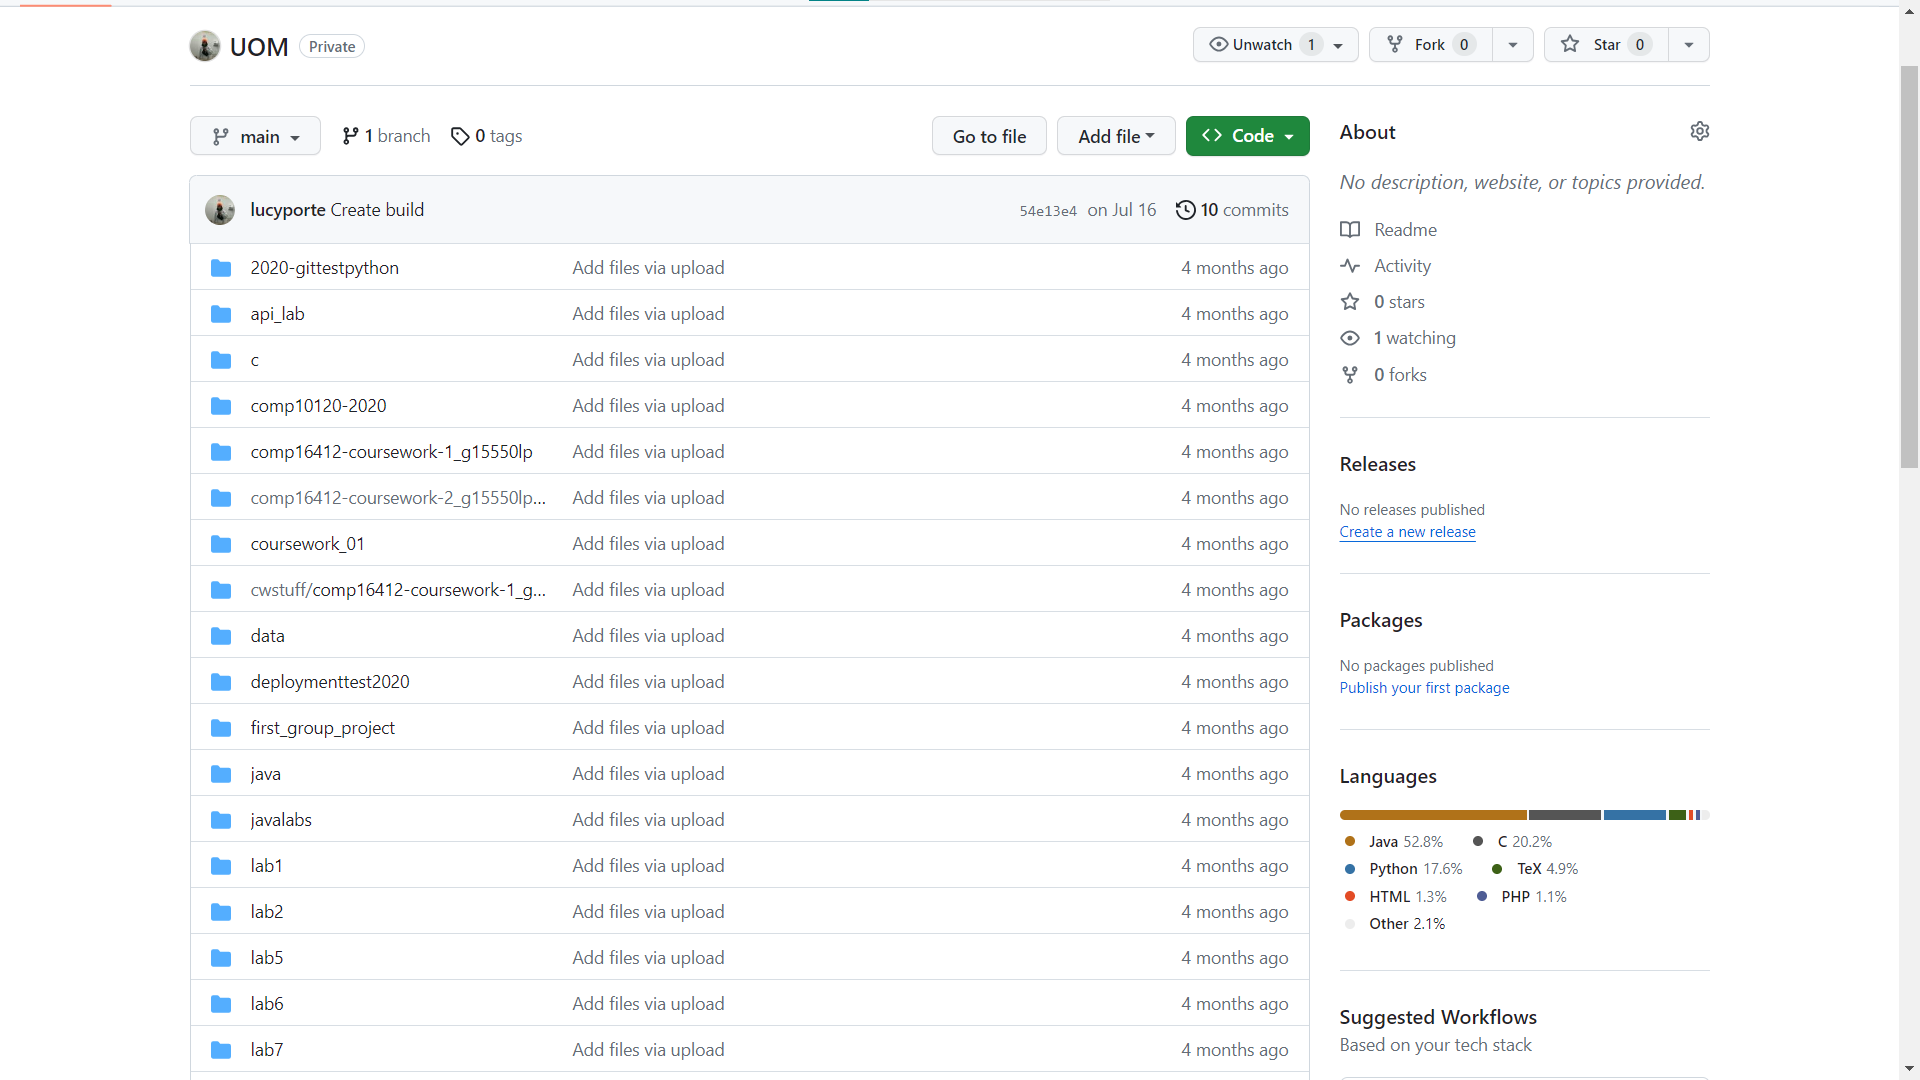 UOM Private Unwatch 1 Fork 0 Star 0
main 1 branch 0 tags Go to file Add file Code
lucyporte Create build 54e13e4 on Jul 16 10 commits
2020-gittestpython Add files via upload 4 months ago
api_lab Add files via upload 4 months ago
c Add files via upload 4 months ago
comp10120-2020 Add files via upload 4 months ago
comp16412-coursework-1_g15550lp Add files via upload 4 months ago
comp16412-coursework-2_g15550lp... Add files via upload 4 months ago
coursework_01 Add files via upload 4 months ago
cwstuff/comp16412-coursework-1_g... Add files via upload 4 months ago
data Add files via upload 4 months ago
deploymenttest2020 Add files via upload 4 months ago
first_group_project Add files via upload 4 months ago
java Add files via upload 4 months ago
javalabs Add files via upload 4 months ago
lab1 Add files via upload 4 months ago
lab2 Add files via upload 4 months ago
lab5 Add files via upload 4 months ago
lab6 Add files via upload 4 months ago
lab7 Add files via upload 4 months ago
About
No description, website, or topics provided.
Readme
Activity
0 stars
1 watching
0 forks
Releases
No releases published
Create a new release
Packages
No packages published
Publish your first package
Languages
Java 52.8% C 20.2%
Python 17.6% TeX 4.9%
HTML 1.3% PHP 1.1%
Other 2.1%
Suggested Workflows
Based on your tech stack